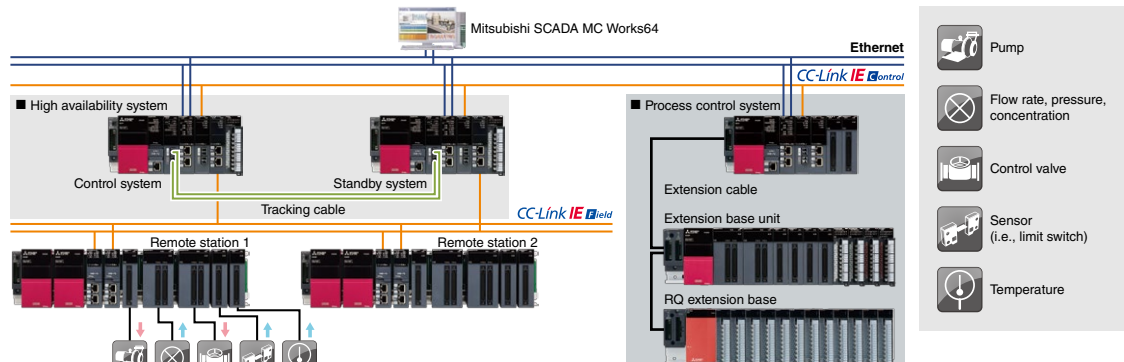 Mitsubishi SCADA MC Works64
Ethernet
CC-Link IE Control
■ High availability system
■ Process control system
Control system
Standby system
Tracking cable
Extension cable
CC-Link IE Field
Extension base unit
Remote station 1
Remote station 2
RQ extension base
Pump
Flow rate, pressure,
concentration
Control valve
Sensor
(i.e., limit switch)
Temperature